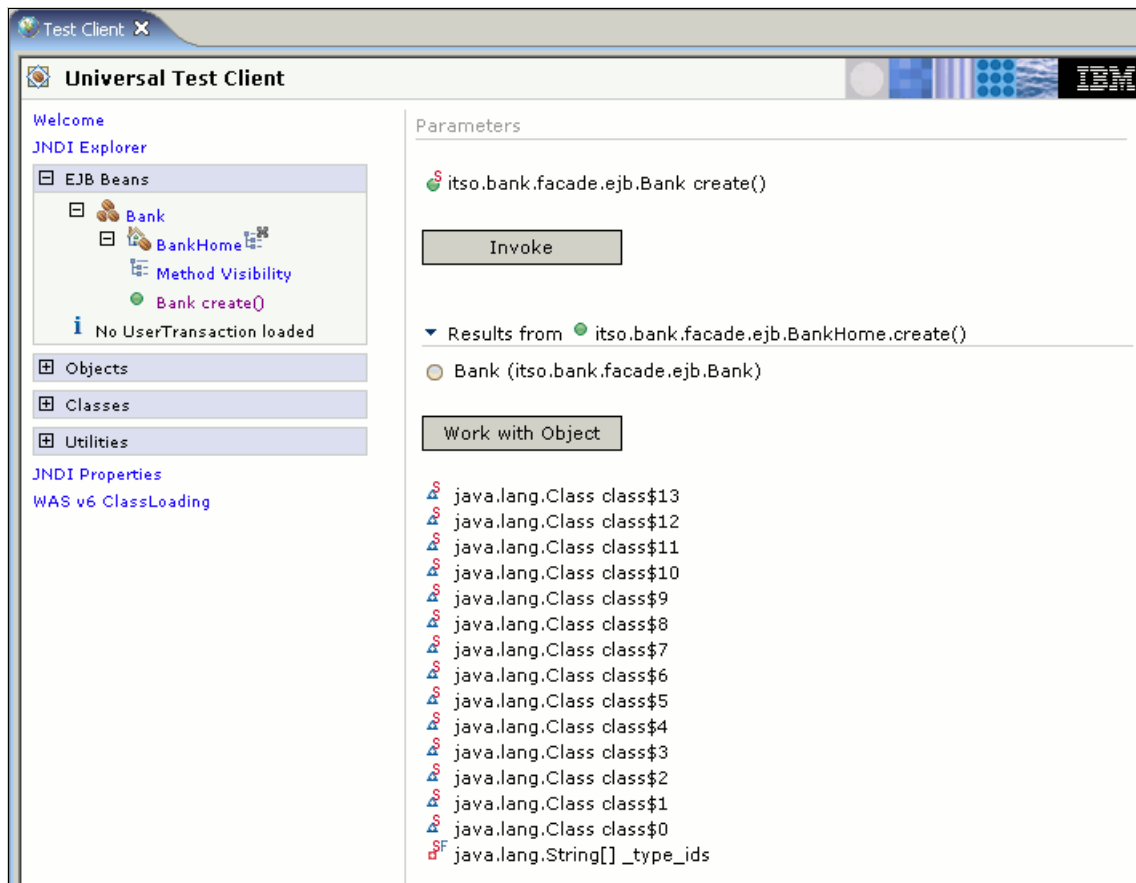 Test Client
Universal Test Client
IBM
Welcome
JNDI Explorer
EJB Beans
Bank
BankHome
Method Visibility
Bank create()
No UserTransaction loaded
Objects
Classes
Utilities
JNDI Properties
WAS v6 ClassLoading
Parameters
itso.bank.facade.ejb.Bank create()
Invoke
Results from itso.bank.facade.ejb.BankHome.create()
Bank (itso.bank.facade.ejb.Bank)
Work with Object
S java.lang.Class class$13
S java.lang.Class class$12
S java.lang.Class class$11
S java.lang.Class class$10
S java.lang.Class class$9
S java.lang.Class class$8
S java.lang.Class class$7
S java.lang.Class class$6
S java.lang.Class class$5
S java.lang.Class class$4
S java.lang.Class class$3
S java.lang.Class class$2
S java.lang.Class class$1
S java.lang.Class class$0
SF java.lang.String[] _type_ids